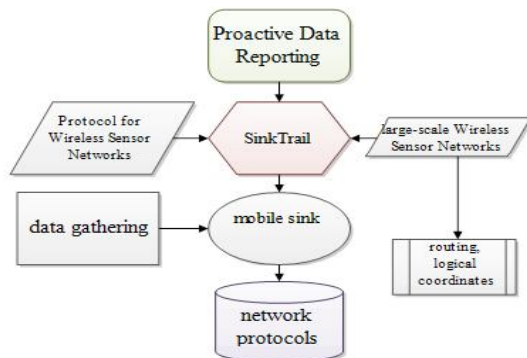 Proactive Data
Reporting
Protocol for
Wireless Sensor
Networks
SinkTrail
large-scale Wireless
Sensor Networks
data gathering
mobile sink
routing,
logical
coordinates
network
protocols